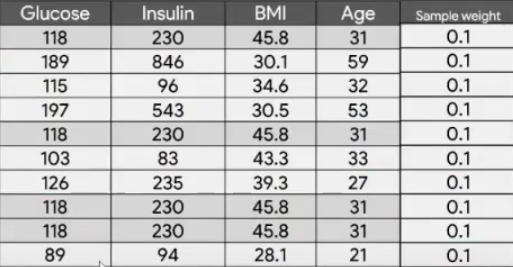 Glucose Insulin BMI Age Sample weight
118 230 45.8 31 0.1
189 846 30.1 59 0.1
115 96 34.6 32 0.1
197 543 30.5 53 0.1
118 230 45.8 31 0.1
103 83 43.3 33 0.1
126 235 39.3 27 0.1
118 230 45.8 31 0.1
118 230 45.8 31 0.1
89 94 28.1 21 0.1